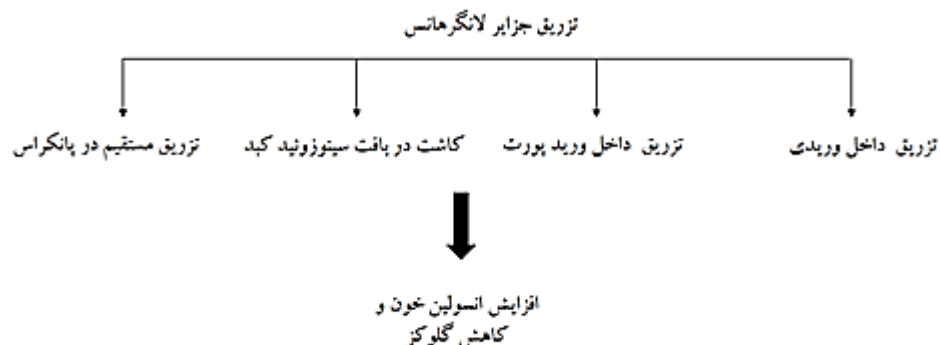 تزریق جزایر لانگرهانس
تزریق داخل وریدی
تزریق داخل ورید پورت
کاشت در بافت سینوزوئید کبد
تزریق مستقیم در پانکراس
افزایش انسولین خون و
کاهش گلوکز